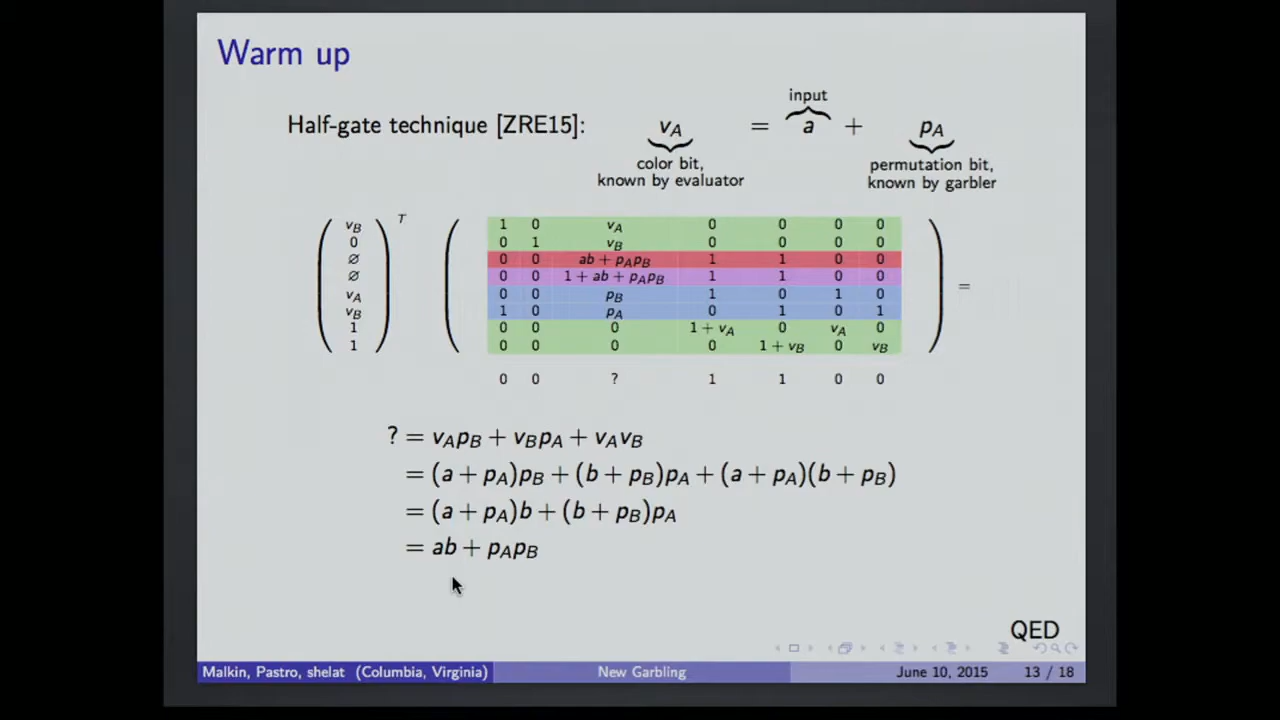 Warm up
input
Half-gate technique [ZRE15]: v_A = a + p_A
color bit, known by evaluator
permutation bit, known by garbler
T
v_B 1 0 v_A 0 0 0 0
0 0 1 v_B 0 0 0 0
∅ 0 0 ab + p_Ap_B 1 1 0 0
∅ 0 0 1 + ab + p_Ap_B 1 1 0 0
v_A 0 0 p_B 1 0 1 0 =
v_B 1 0 p_A 0 1 0 1
1 0 0 0 1 + v_A 0 v_A 0
1 0 0 0 0 1 + v_B 0 v_B
0 0 ? 1 1 0 0
? = v_Ap_B + v_Bp_A + v_Av_B
= (a + p_A)p_B + (b + p_B)p_A + (a + p_A)(b + p_B)
= (a + p_A)b + (b + p_B)p_A
= ab + p_Ap_B
QED
Malkin, Pastro, shelat (Columbia, Virginia) New Garbling June 10, 2015 13 / 18